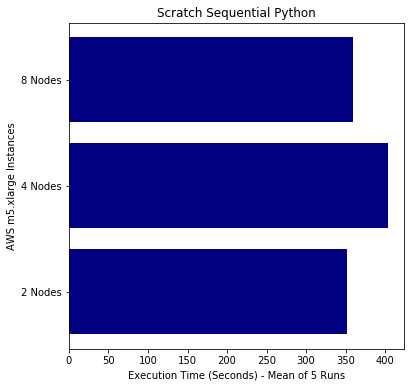 Scratch Sequential Python
8 Nodes
4 Nodes
2 Nodes
AWS m5.xlarge Instances
0 50 100 150 200 250 300 350 400
Execution Time (Seconds) - Mean of 5 Runs